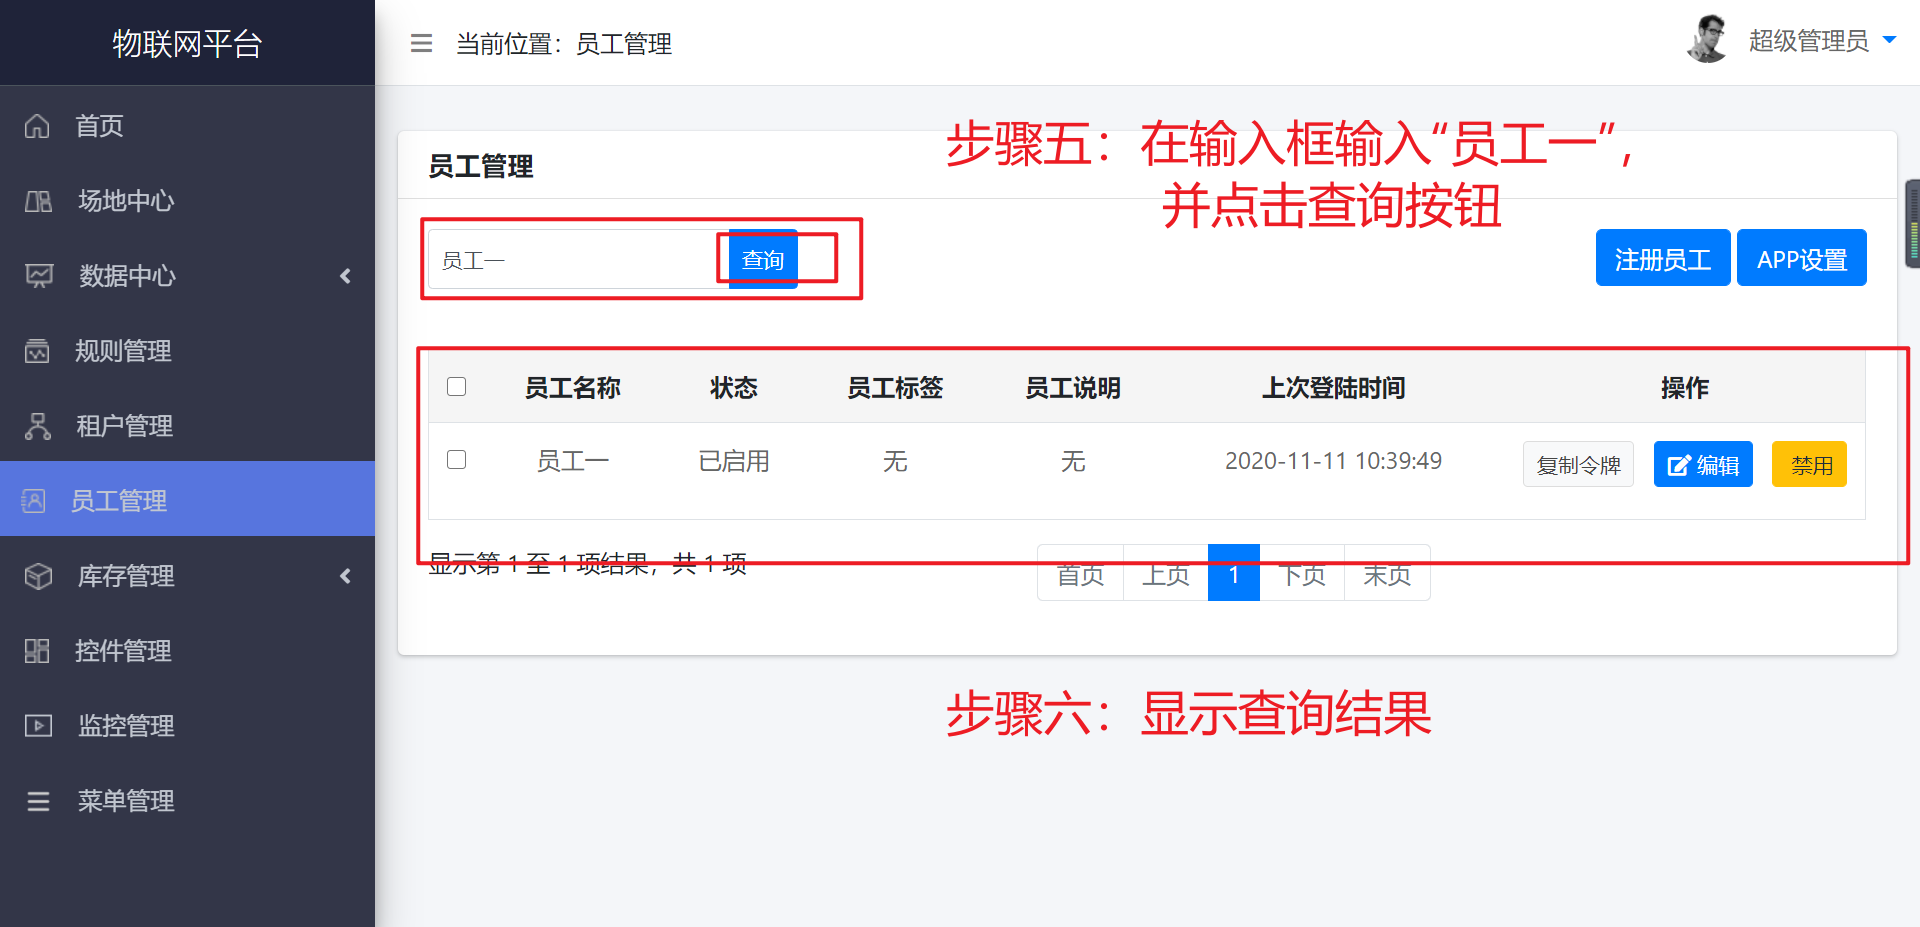 物联网平台
当前位置：员工管理
超级管理员
首页
场地中心
数据中心
规则管理
租户管理
员工管理
库存管理
控件管理
监控管理
菜单管理
步骤五：在输入框输入“员工一”，
并点击查询按钮
员工管理
员工一 查询
注册员工 APP设置
员工名称 状态 员工标签 员工说明 上次登陆时间 操作
员工一 已启用 无 无 2020-11-11 10:39:49 复制令牌 编辑 禁用
显示第 1 至 1 项结果，共 1 项
首页 上页 1 下页 末页
步骤六：显示查询结果